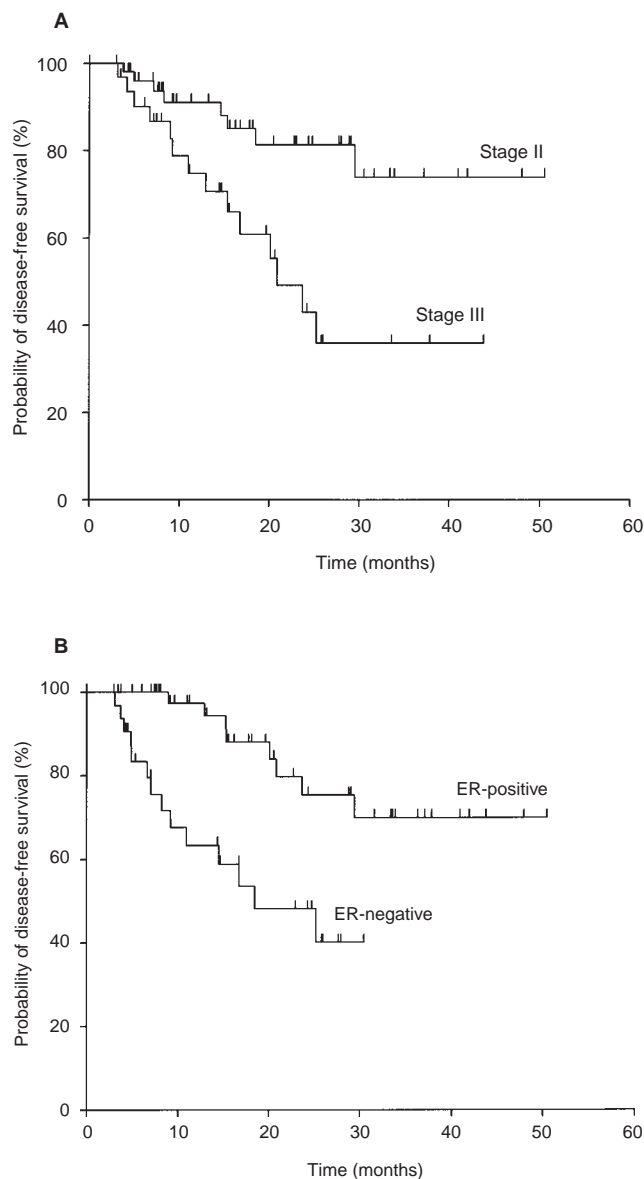 A
Probability of disease-free survival (%)
100
80
60
40
20
0
Stage II
Stage III
0 10 20 30 40 50 60
Time (months)
B
Probability of disease-free survival (%)
100
80
60
40
20
0
ER-positive
ER-negative
0 10 20 30 40 50 60
Time (months)